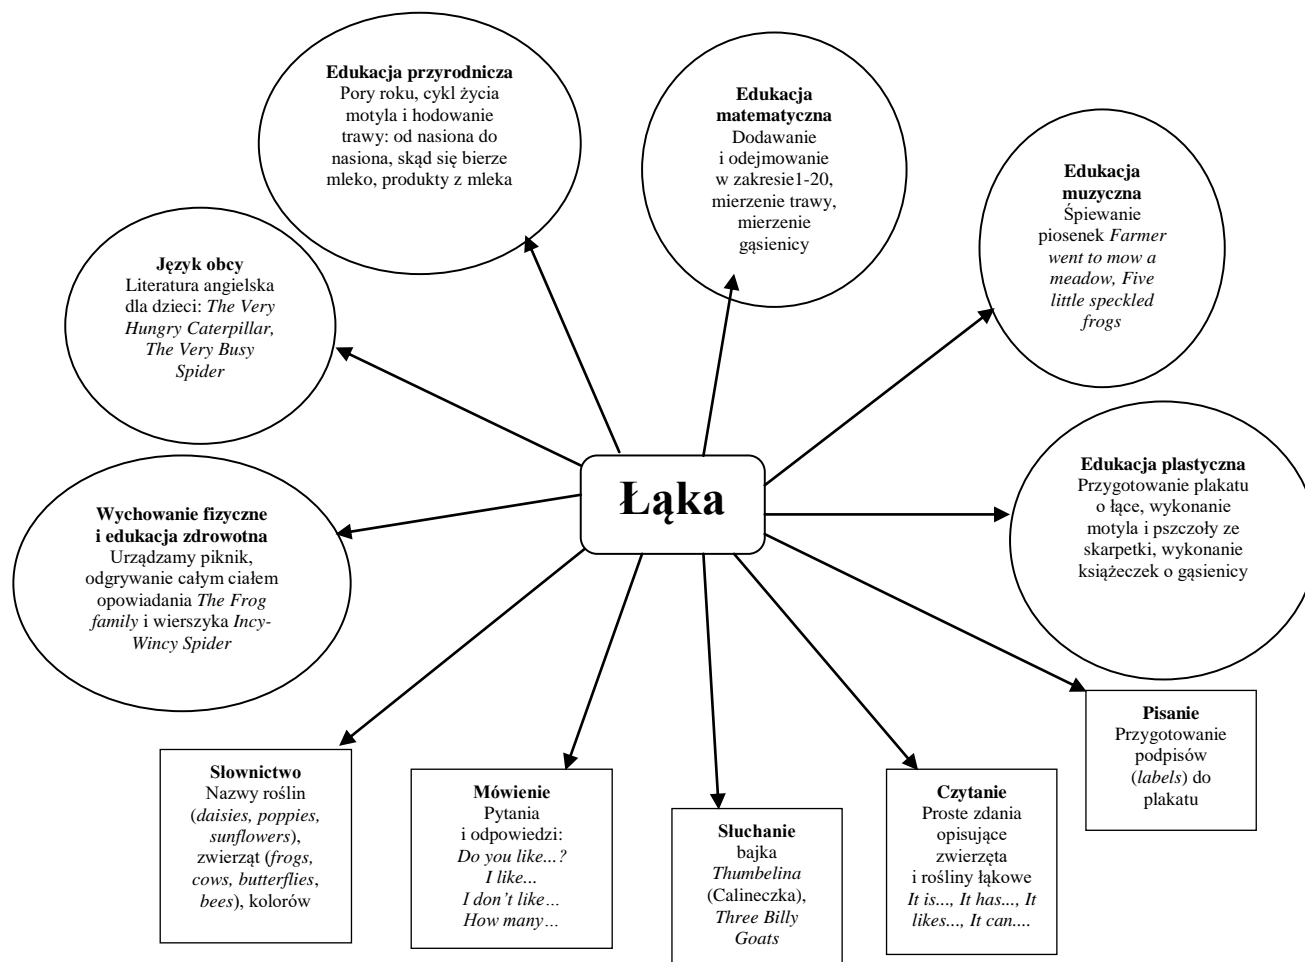 Edukacja przyrodnicza
Pory roku, cykl życia
motyla i hodowanie
trawy: od nasiona do
nasiona, skąd się bierze
mleko, produkty z mleka
Edukacja
matematyczna
Dodawanie
i odejmowanie
w zakresie1-20,
mierzenie trawy,
mierzenie
gąsienicy
Edukacja
muzyczna
Śpiewanie
piosenek Farmer
went to mow a
meadow, Five
little speckled
frogs
Język obcy
Literatura angielska
dla dzieci: The Very
Hungry Caterpillar,
The Very Busy
Spider
Łąka
Edukacja plastyczna
Przygotowanie plakatu
o łące, wykonanie
motyla i pszczoły ze
skarpetki, wykonanie
książeczek o gąsienicy
Wychowanie fizyczne
i edukacja zdrowotna
Urządzamy piknik,
odgrywanie całym ciałem
opowiadania The Frog
family i wierszyka Incy-
Wincy Spider
Słownictwo
Nazwy roślin
(daisies, poppies,
sunflowers),
zwierząt (frogs,
cows, butterflies,
bees), kolorów
Mówienie
Pytania
i odpowiedzi:
Do you like...?
I like...
I don't like…
How many…
Słuchanie
bajka
Thumbelina
(Calineczka),
Three Billy
Goats
Czytanie
Proste zdania
opisujące
zwierzęta
i rośliny łąkowe
It is..., It has..., It
likes..., It can....
Pisanie
Przygotowanie
podpisów
(labels) do
plakatu